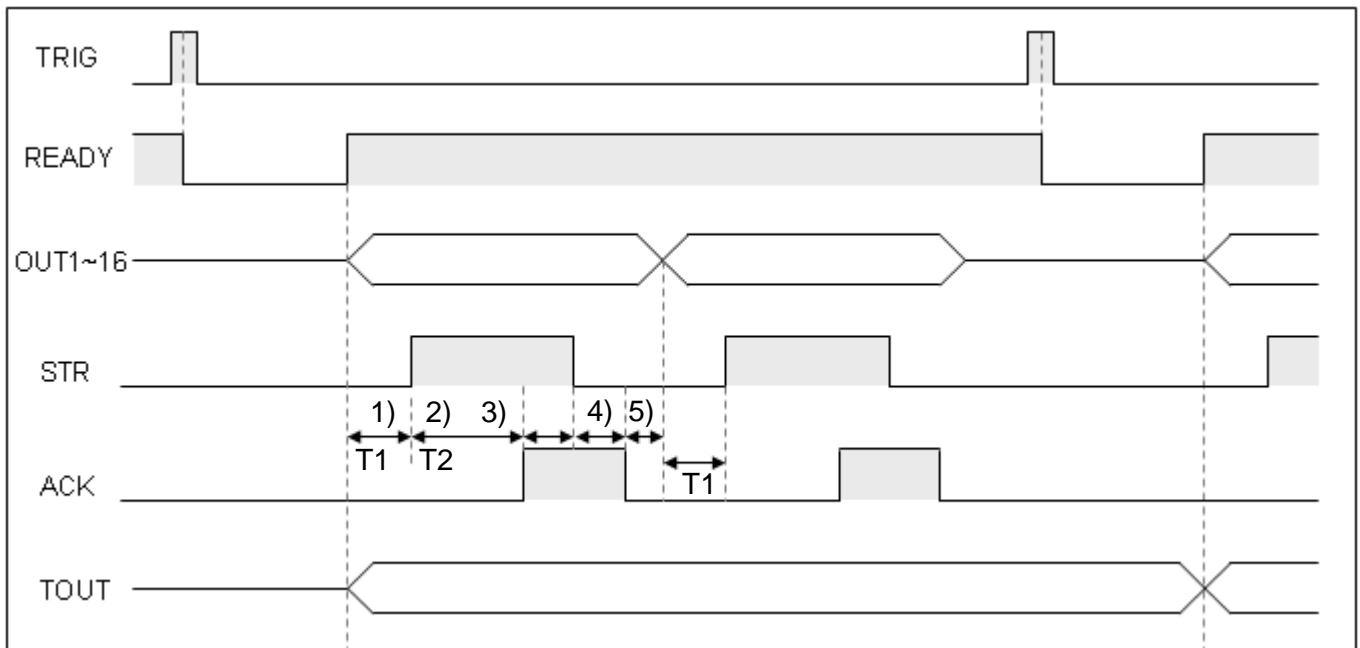 TRIG
READY
OUT1~16
STR
1) 2) 3) 4) 5)
T1 T2
T1
ACK
TOUT